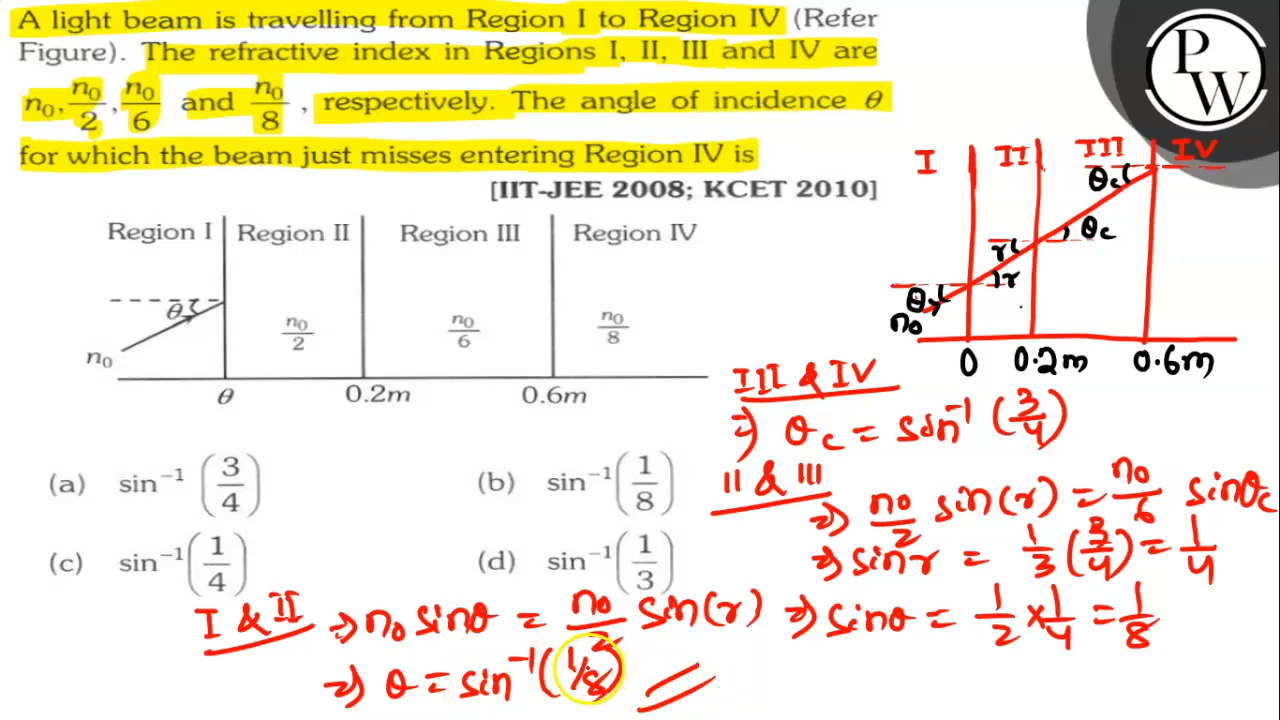 A light beam is travelling from Region I to Region IV (Refer
Figure). The refractive index in Regions I, II, III and IV are
n₀, n₀/2, n₀/6 and n₀/8, respectively. The angle of incidence θ
for which the beam just misses entering Region IV is
[IIT-JEE 2008; KCET 2010]
P
W
Region I Region II Region III Region IV
θ
n₀ n₀/2 n₀/6 n₀/8
θ 0.2m 0.6m
(a) sin⁻¹ (3/4) (b) sin⁻¹ (1/8)
(c) sin⁻¹ (1/4) (d) sin⁻¹ (1/3)
I II III IV
θc
θc
r
r
θ
n₀
0 0.2m 0.6m
III & IV
⇒ θc = sin⁻¹ (3/4)
II & III
⇒ n₀/2 sin(r) = n₀/6 sinθc
⇒ sinr = 1/3 (3/4) = 1/4
I & II ⇒ n₀ sinθ = n₀/2 sin(r) ⇒ sinθ = 1/2 × 1/4 = 1/8
⇒ θ = sin⁻¹ (1/8)